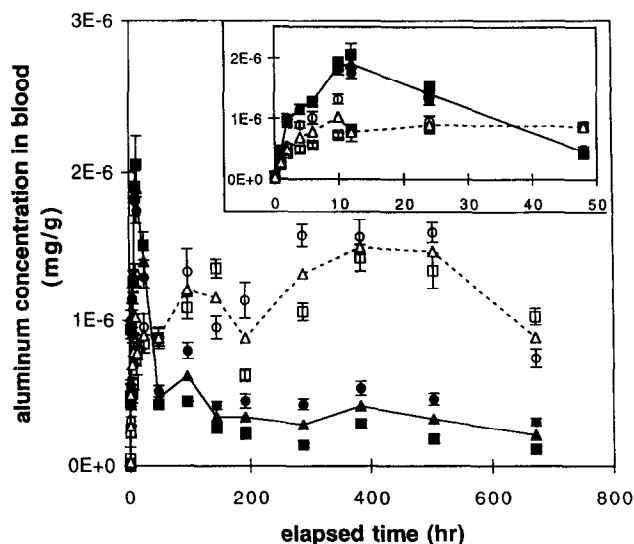 aluminum concentration in blood
(mg/g)
3E-6
2E-6
1E-6
0E+0
0
200
400
600
800
elapsed time (hr)
2E-6
1E-6
0E+0
0
10
20
30
40
50